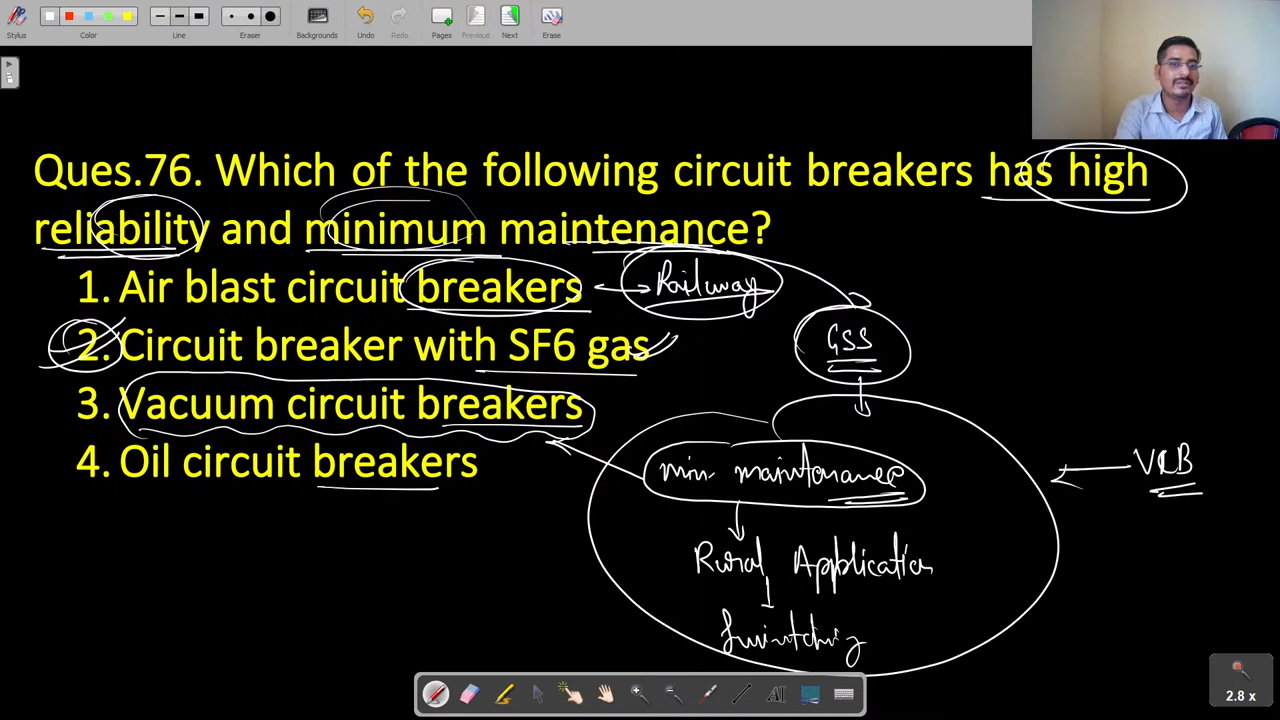 Stylus
Color
Line
Eraser
Backgrounds
Undo
Redo
Pages
Previous
Next
Erase
Ques.76. Which of the following circuit breakers has high
reliability and minimum maintenance?
1. Air blast circuit breakers
Railway
2. Circuit breaker with SF6 gas
GSS
3. Vacuum circuit breakers
4. Oil circuit breakers
min. maintenance
VCB
Rural Application
Switching
AI
2.8 x